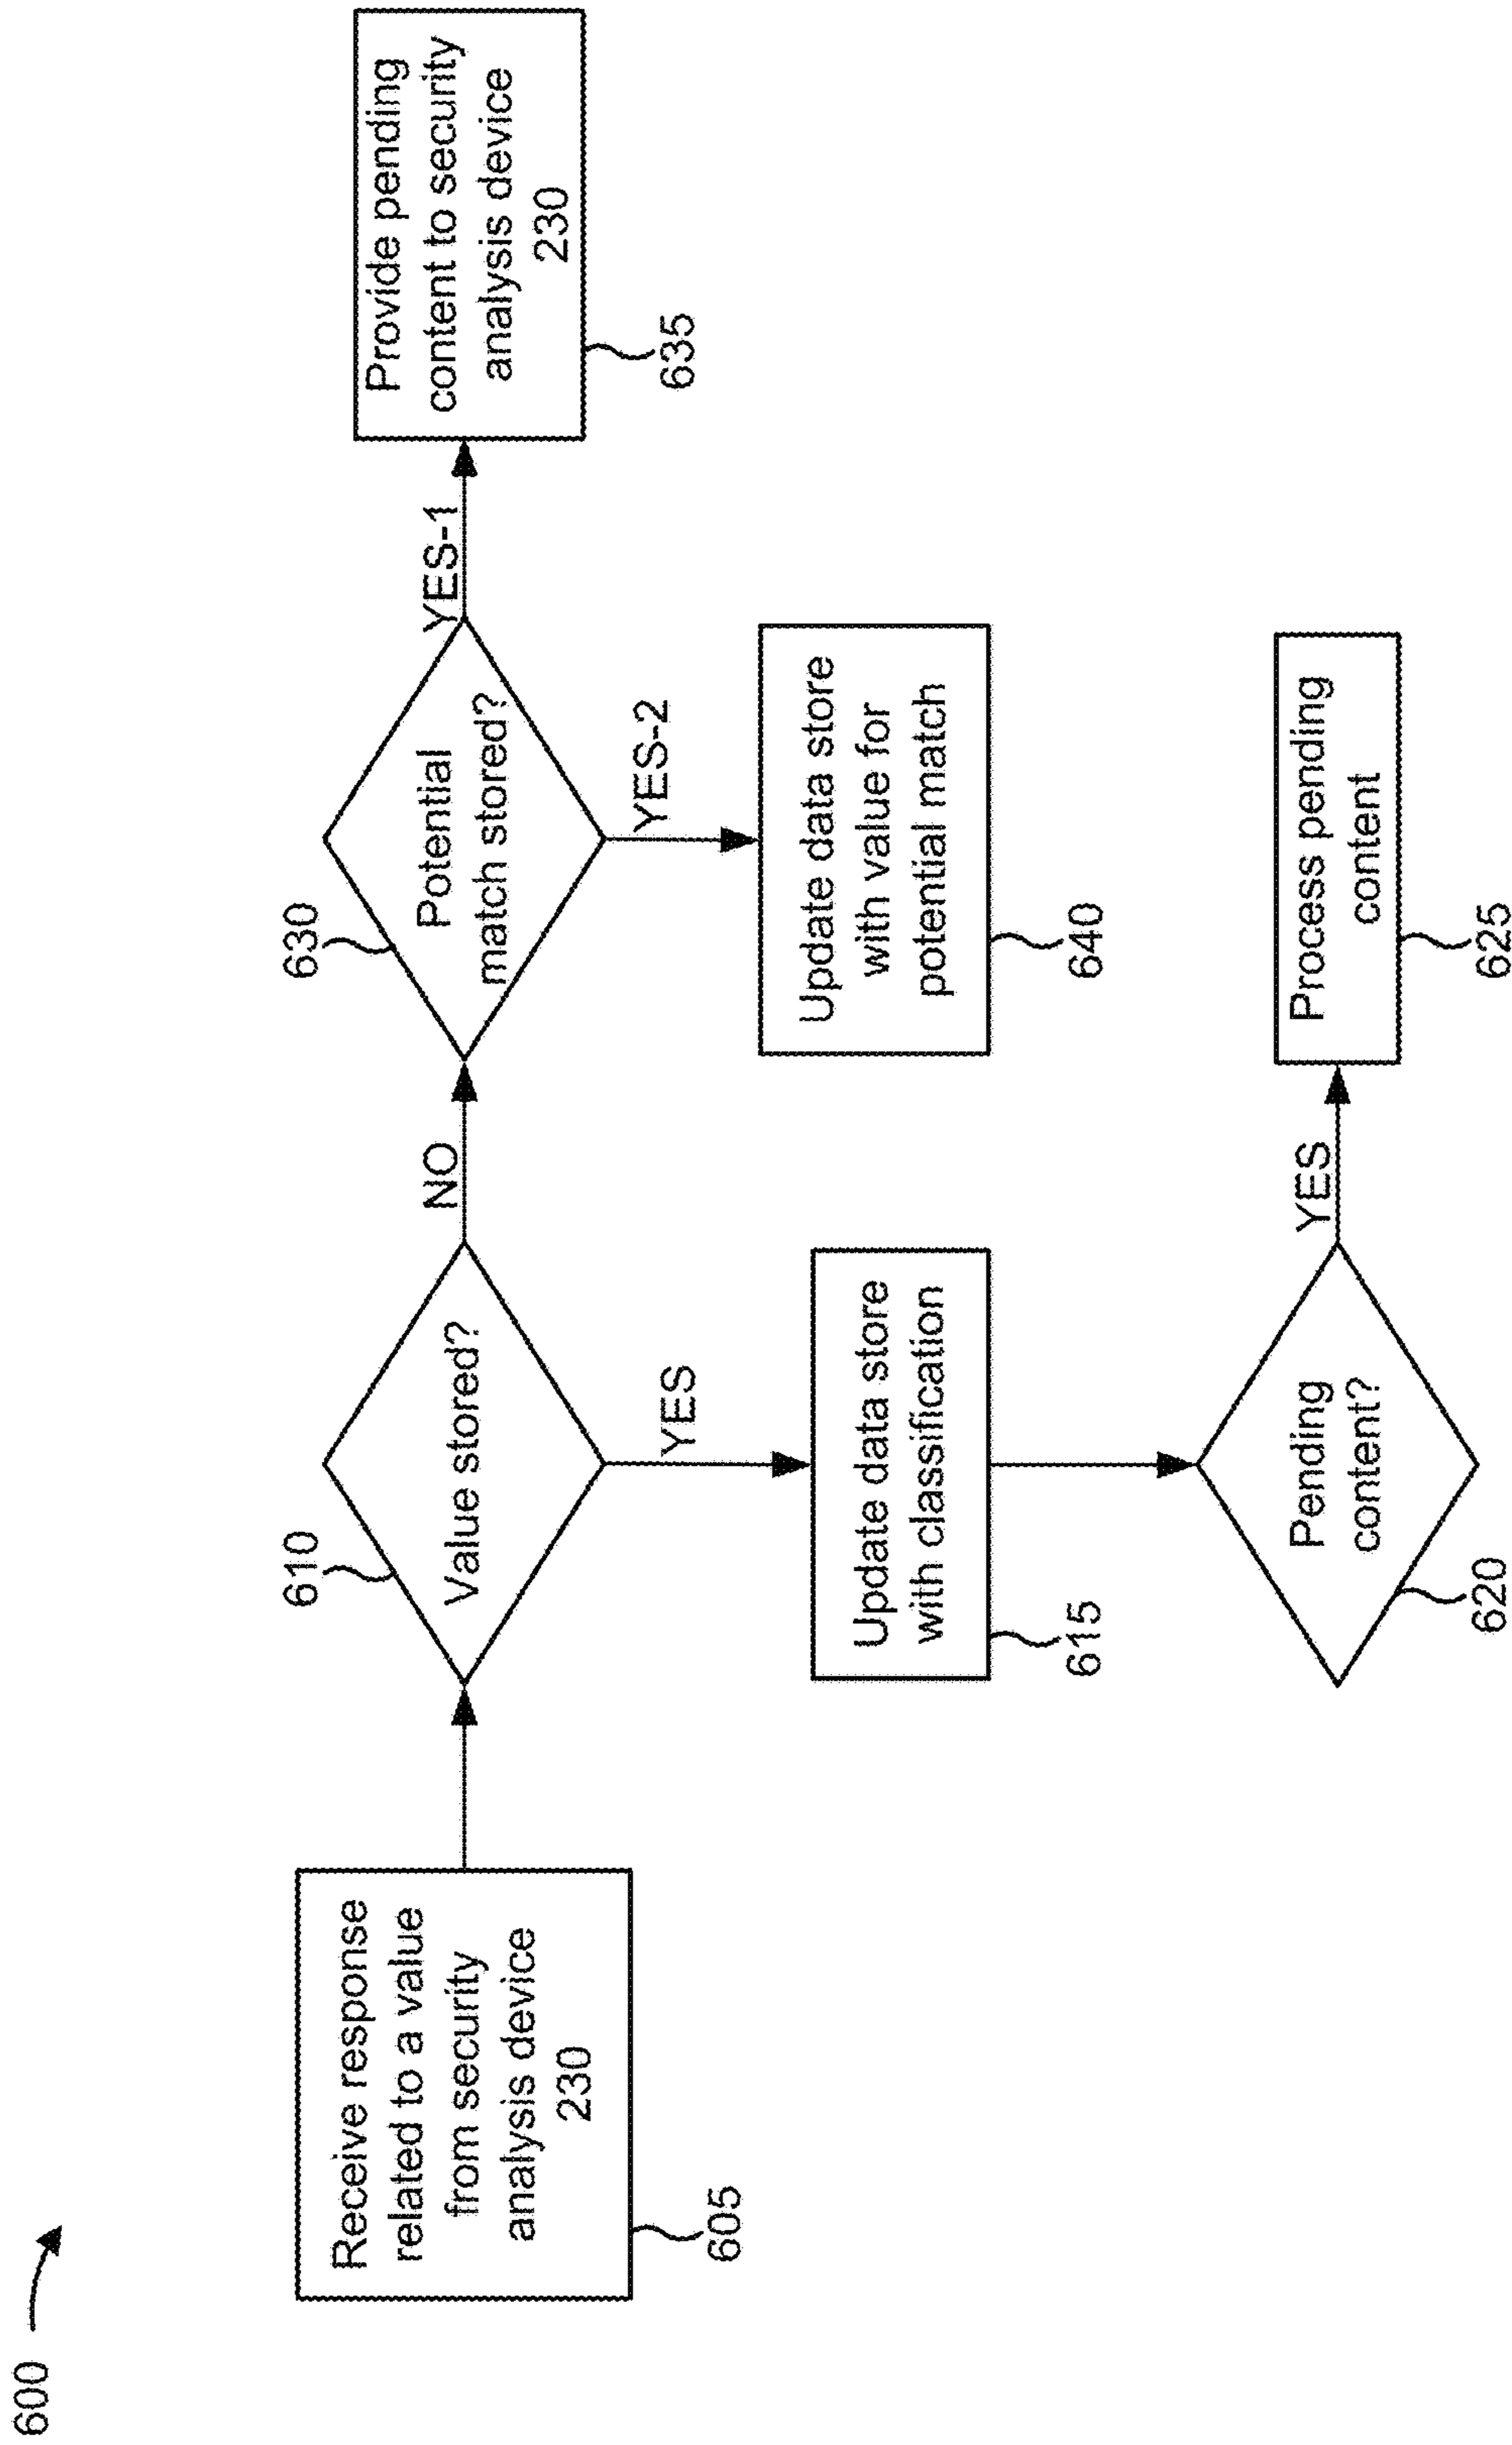 600
Receive response
related to a value
from security
analysis device
230
605
610
Value stored?
NO
YES
Update data store
with classification
615
Pending
content?
620
YES
Process pending
content
625
630
Potential
match stored?
YES-1
YES-2
Provide pending
content to security
analysis device
230
635
Update data store
with value for
potential match
640